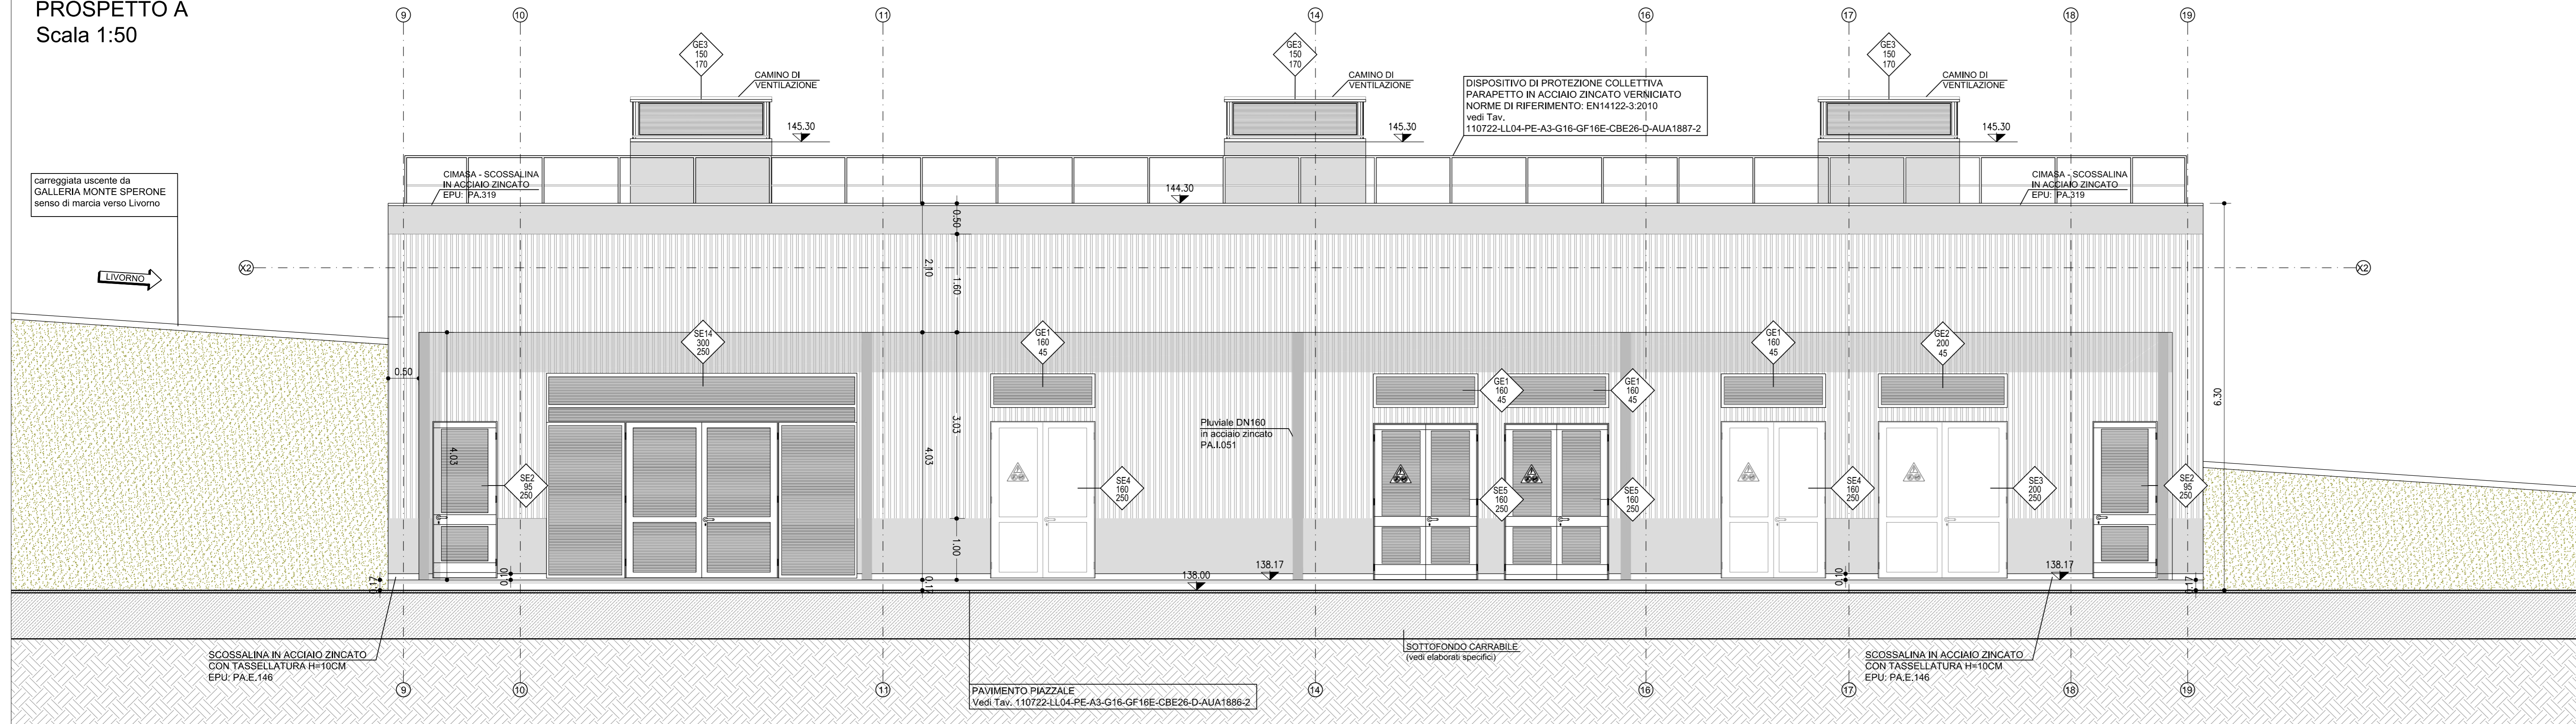 PROSPETTO A
Scala 1:50
9
10
11
14
16
17
18
19
GE3
150
170
CAMINO DI
VENTILAZIONE
145.30
GE3
150
170
CAMINO DI
VENTILAZIONE
145.30
DISPOSITIVO DI PROTEZIONE COLLETTIVA
PARAPETTO IN ACCIAIO ZINCATO VERNICIATO
NORME DI RIFERIMENTO: EN14122-3:2010
vedi Tav.
110722-LL04-PE-A3-G16-GF16E-CBE26-D-AUA1887-2
GE3
150
170
CAMINO DI
VENTILAZIONE
145.30
carreggiata uscente da
GALLERIA MONTE SPERONE
senso di marcia verso Livorno
CIMASA - SCOSSALINA
IN ACCIAIO ZINCATO
EPU: PA.319
144.30
CIMASA - SCOSSALINA
IN ACCIAIO ZINCATO
EPU: PA.319
0.50
LIVORNO
X2
2.10
1.60
X2
SE14
300
250
GE1
160
45
GE1
160
45
GE2
200
45
0.50
GE1
160
45
GE1
160
45
6.30
3.03
Pluviale DN160
in acciaio zincato
PA.I.051
4.03
4.03
SE2
95
250
SE4
160
250
SE5
160
250
SE5
160
250
SE4
160
250
SE3
200
250
SE2
95
250
1.00
0.17
0.10
0.17
138.00
138.17
0.10
138.17
0.17
SCOSSALINA IN ACCIAIO ZINCATO
CON TASSELLATURA H=10CM
EPU: PA.E.146
SOTTOFONDO CARRABILE
(vedi elaborati specifici)
SCOSSALINA IN ACCIAIO ZINCATO
CON TASSELLATURA H=10CM
EPU: PA.E.146
PAVIMENTO PIAZZALE
Vedi Tav. 110722-LL04-PE-A3-G16-GF16E-CBE26-D-AUA1886-2
9
10
11
14
16
17
18
19